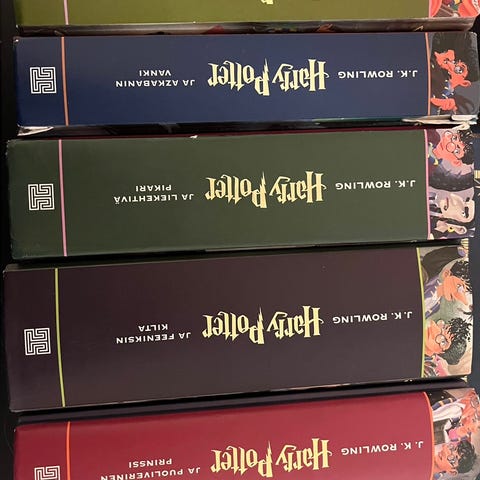 J. K. ROWLING
Harry Potter
JA AZKABANIN
VANKI
J. K. ROWLING
Harry Potter
JA LIEKEHTIVÄ
PIKARI
J. K. ROWLING
Harry Potter
JA FEENIKSIN
KILTA
J. K. ROWLING
Harry Potter
JA PUOLIVERINEN
PRINSSI